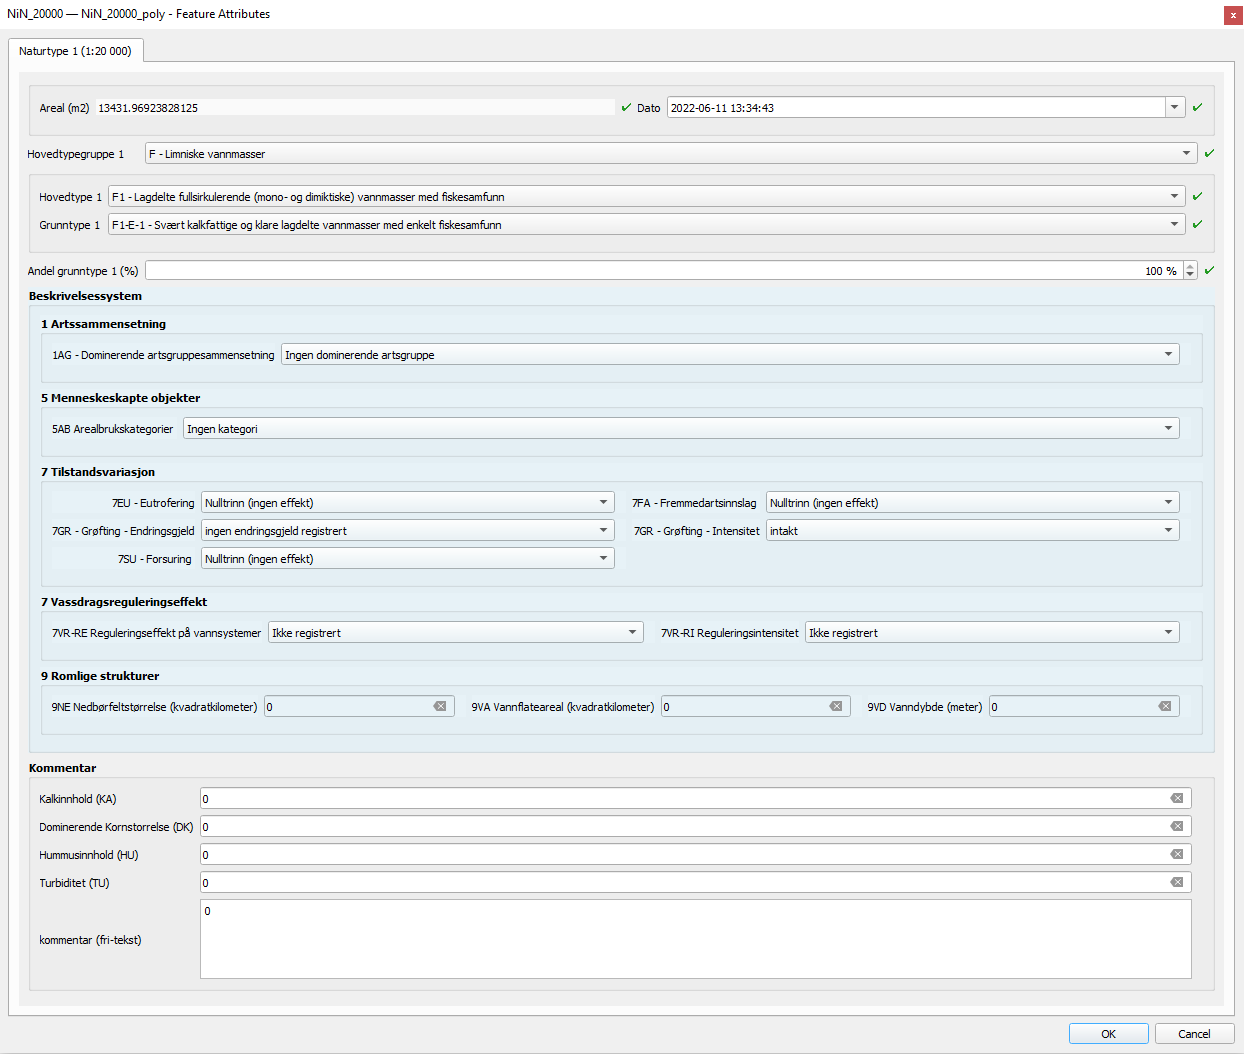 NiN_20000 — NiN_20000_poly - Feature Attributes
x
Naturtype 1 (1:20 000)
Areal (m2) 13431.96923828125 Dato 2022-06-11 13:34:43
Hovedtypegruppe 1 F - Limniske vannmasser
Hovedtype 1 F1 - Lagdelte fullsirkulerende (mono- og dimiktiske) vannmasser med fiskesamfunn
Grunntype 1 F1-E-1 - Svært kalkfattige og klare lagdelte vannmasser med enkelt fiskesamfunn
Andel grunntype 1 (%) 100 %
Beskrivelsessystem
1 Artssammensetning
1AG - Dominerende artsgruppesammensetning Ingen dominerende artsgruppe
5 Menneskeskapte objekter
5AB Arealbrukskategorier Ingen kategori
7 Tilstandsvariasjon
7EU - Eutrofering Nulltrinn (ingen effekt) 7FA - Fremmedartsinnslag Nulltrinn (ingen effekt)
7GR - Grøfting - Endringsgjeld ingen endringsgjeld registrert 7GR - Grøfting - Intensitet intakt
7SU - Forsuring Nulltrinn (ingen effekt)
7 Vassdragsreguleringseffekt
7VR-RE Reguleringseffekt på vannsystemer Ikke registrert 7VR-RI Reguleringsintensitet Ikke registrert
9 Romlige strukturer
9NE Nedbørfeltstørrelse (kvadratkilometer) 0 9VA Vannflateareal (kvadratkilometer) 0 9VD Vanndybde (meter) 0
Kommentar
Kalkinnhold (KA) 0
Dominerende Kornstorrelse (DK) 0
Hummusinnhold (HU) 0
Turbiditet (TU) 0
kommentar (fri-tekst) 0
OK Cancel